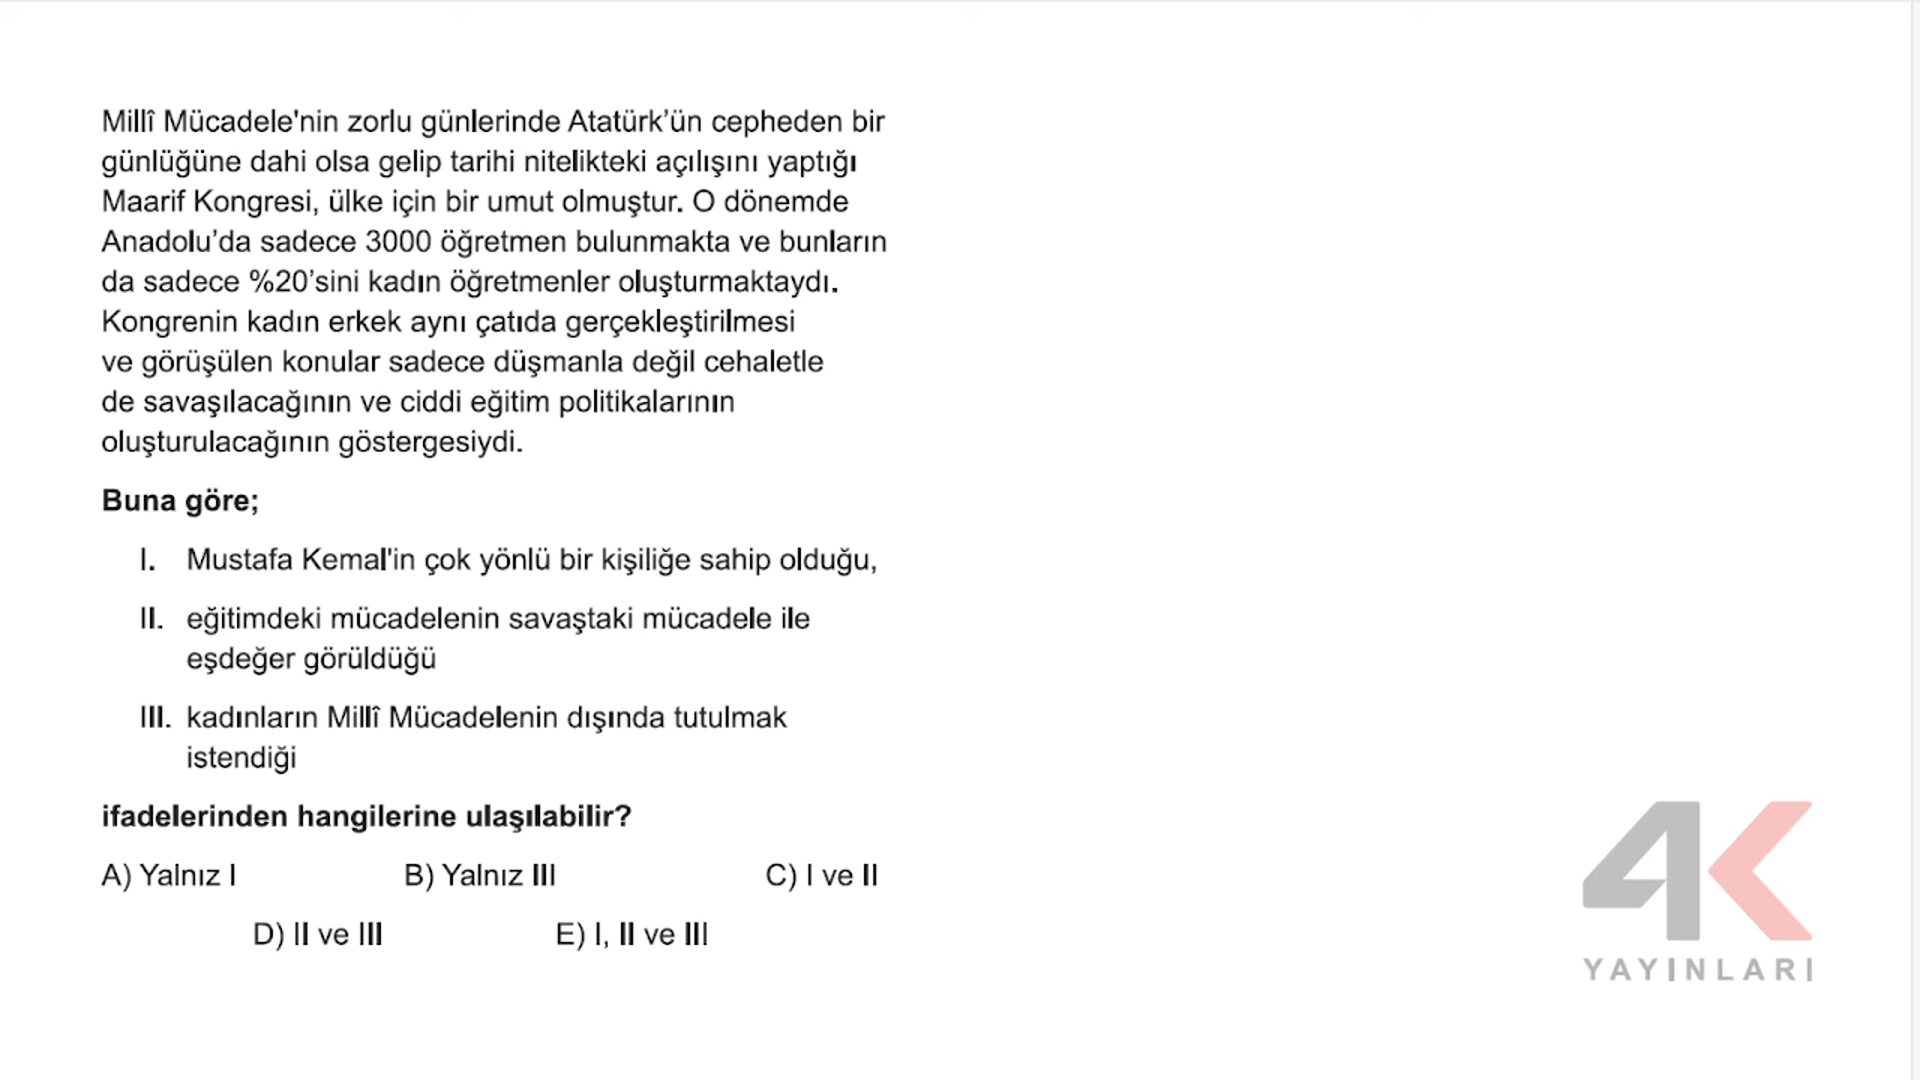 Millî Mücadele'nin zorlu günlerinde Atatürk’ün cepheden bir
günlüğüne dahi olsa gelip tarihi nitelikteki açılışını yaptığı
Maarif Kongresi, ülke için bir umut olmuştur. O dönemde
Anadolu’da sadece 3000 öğretmen bulunmakta ve bunların
da sadece %20’sini kadın öğretmenler oluşturmaktaydı.
Kongrenin kadın erkek aynı çatıda gerçekleştirilmesi
ve görüşülen konular sadece düşmanla değil cehaletle
de savaşılacağının ve ciddi eğitim politikalarının
oluşturulacağının göstergesiydi.
Buna göre;
I. Mustafa Kemal'in çok yönlü bir kişiliğe sahip olduğu,
II. eğitimdeki mücadelenin savaştaki mücadele ile
eşdeğer görüldüğü
III. kadınların Millî Mücadelenin dışında tutulmak
istendiği
ifadelerinden hangilerine ulaşılabilir?
A) Yalnız I B) Yalnız III C) I ve II
D) II ve III E) I, II ve III
4K
YAYINLARI